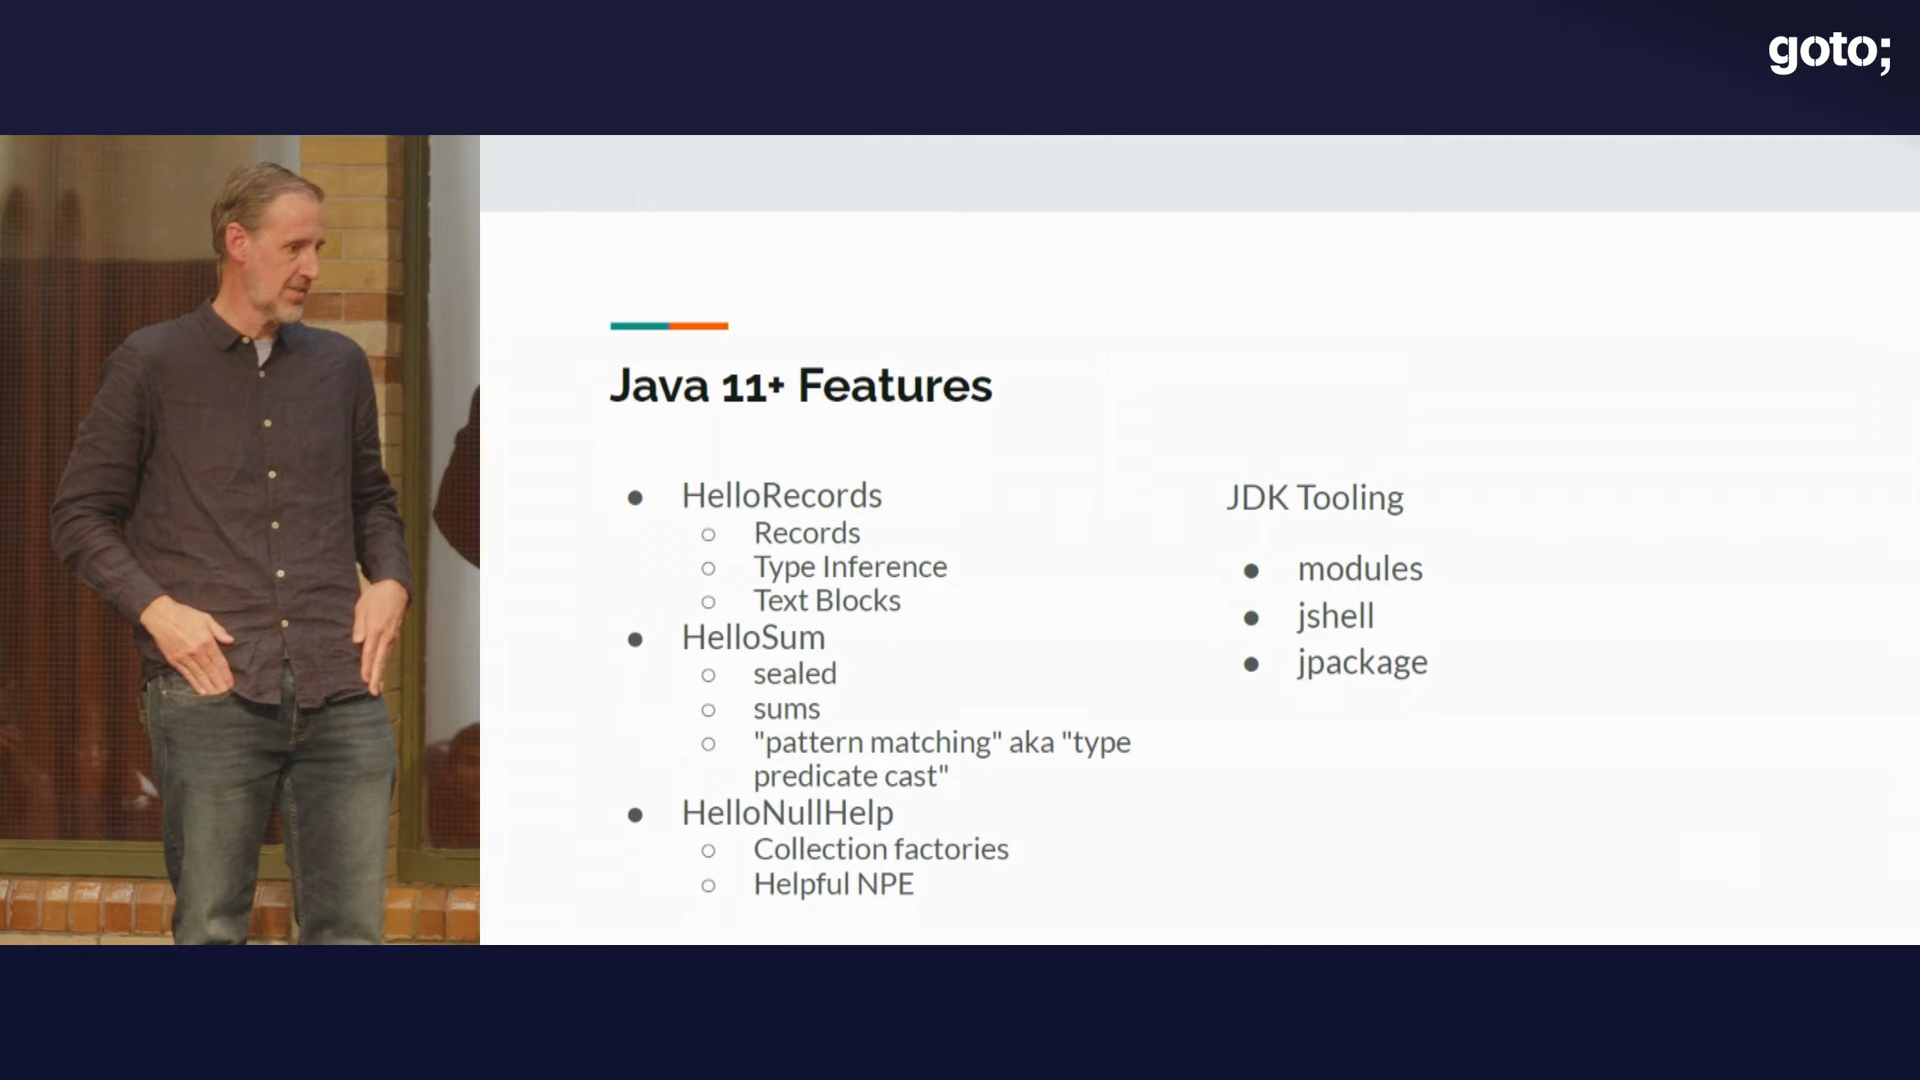 goto;
Java 11+ Features
● HelloRecords
○ Records
○ Type Inference
○ Text Blocks
● HelloSum
○ sealed
○ sums
○ "pattern matching" aka "type
predicate cast"
● HelloNullHelp
○ Collection factories
○ Helpful NPE
JDK Tooling
● modules
● jshell
● jpackage